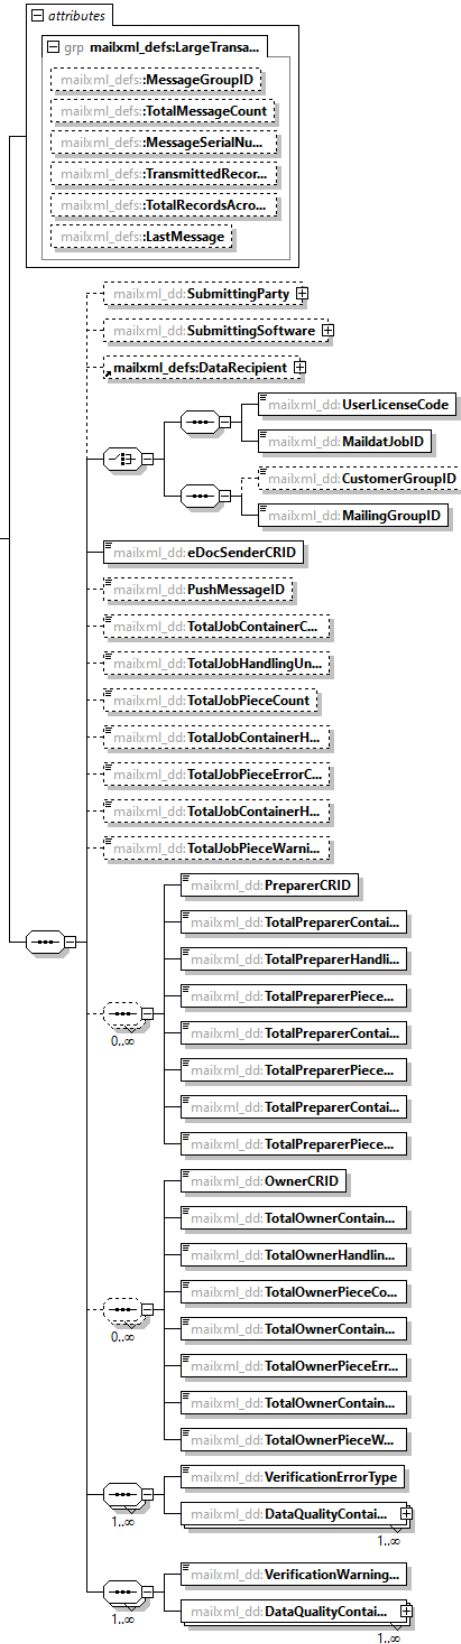 attributes
grp mailxml_defs:LargeTransa...
mailxml_defs::MessageGroupID
mailxml_defs::TotalMessageCount
mailxml_defs::MessageSerialNu...
mailxml_defs::TransmittedRecor...
mailxml_defs::TotalRecordsAcro...
mailxml_defs::LastMessage
mailxml_dd:SubmittingParty
mailxml_dd:SubmittingSoftware
mailxml_defs:DataRecipient
mailxml_dd:UserLicenseCode
mailxml_dd:MaildatJobID
mailxml_dd:CustomerGroupID
mailxml_dd:MailingGroupID
mailxml_dd:eDocSenderCRID
mailxml_dd:PushMessageID
mailxml_dd:TotalJobContainerC...
mailxml_dd:TotalJobHandlingUn...
mailxml_dd:TotalJobPieceCount
mailxml_dd:TotalJobContainerH...
mailxml_dd:TotalJobPieceErrorC...
mailxml_dd:TotalJobContainerH...
mailxml_dd:TotalJobPieceWarni...
mailxml_dd:PreparerCRID
mailxml_dd:TotalPreparerContai...
mailxml_dd:TotalPreparerHandli...
mailxml_dd:TotalPreparerPiece...
mailxml_dd:TotalPreparerContai...
mailxml_dd:TotalPreparerPiece...
mailxml_dd:TotalPreparerContai...
mailxml_dd:TotalPreparerPiece...
0..∞
mailxml_dd:OwnerCRID
mailxml_dd:TotalOwnerContain...
mailxml_dd:TotalOwnerHandlin...
mailxml_dd:TotalOwnerPieceCo...
mailxml_dd:TotalOwnerContain...
mailxml_dd:TotalOwnerPieceErr...
mailxml_dd:TotalOwnerContain...
mailxml_dd:TotalOwnerPieceW...
0..∞
mailxml_dd:VerificationErrorType
mailxml_dd:DataQualityContai...
1..∞
1..∞
mailxml_dd:VerificationWarning...
mailxml_dd:DataQualityContai...
1..∞
1..∞